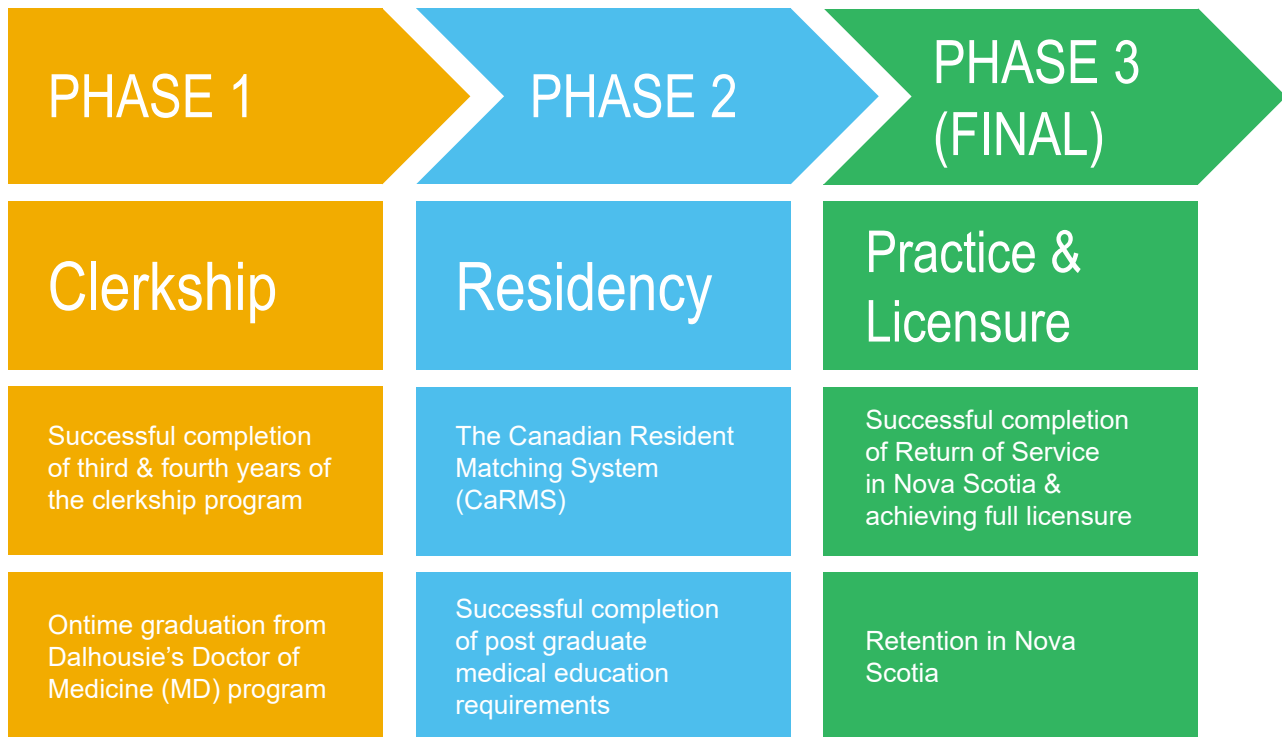 PHASE 1
PHASE 2
PHASE 3
(FINAL)
Clerkship
Residency
Practice &
Licensure
Successful completion
of third & fourth years of
the clerkship program
The Canadian Resident
Matching System
(CaRMS)
Successful completion
of Return of Service
in Nova Scotia &
achieving full licensure
Ontime graduation from
Dalhousie’s Doctor of
Medicine (MD) program
Successful completion
of post graduate
medical education
requirements
Retention in Nova
Scotia